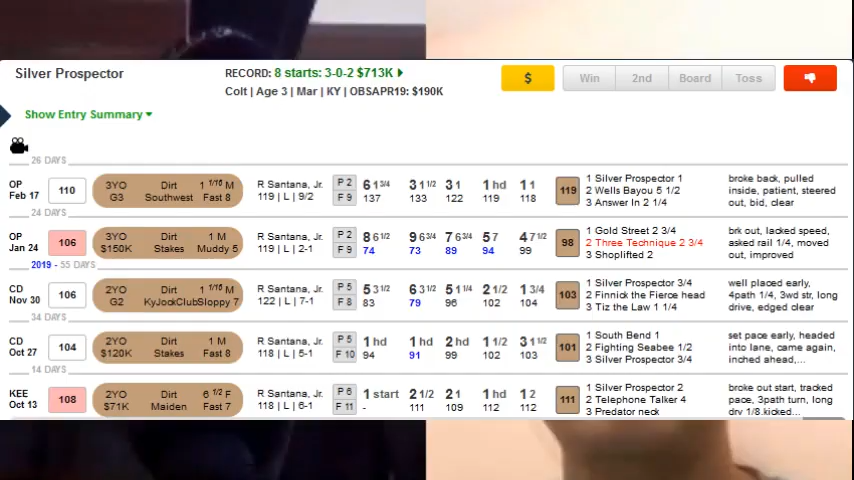 Silver Prospector
RECORD: 8 starts: 3-0-2 $713K
Colt | Age 3 | Mar | KY | OBSAPR19: $190K
$ Win 2nd Board Toss
Show Entry Summary
26 DAYS
OP Feb 17 110 3YO G3 Dirt Southwest 1 1/16 M Fast 8 R Santana, Jr. 119 | L | 9/2 P 2 F 9 6 1 3/4 137 3 1 1/2 133 3 1 122 1 hd 119 1 1 118 119 1 Silver Prospector 1 2 Wells Bayou 5 1/2 3 Answer In 2 1/4 broke back, pulled inside, patient, steered out, bid, clear
24 DAYS
OP Jan 24 106 3YO $150K Dirt Stakes 1 M Muddy 5 R Santana, Jr. 119 | L | 2-1 P 2 F 9 8 6 1/2 74 9 6 3/4 73 7 6 3/4 89 5 7 94 4 7 1/2 99 98 1 Gold Street 2 3/4 2 Three Technique 2 3/4 3 Shoplifted 2 brk out, lacked speed, asked rail 1/4, moved out, improved
2019 - 55 DAYS
CD Nov 30 106 2YO G2 Dirt KyJockClub 1 1/16 M Sloppy 7 R Santana, Jr. 122 | L | 7-1 P 5 F 8 5 3 1/2 83 6 3 1/2 79 5 1 1/4 96 2 1/2 102 1 3/4 104 103 1 Silver Prospector 3/4 2 Finnick the Fierce head 3 Tiz the Law 1 1/4 well placed early, 4path 1/4, 3wd str, long drive, edged clear
34 DAYS
CD Oct 27 104 2YO $120K Dirt Stakes 1 M Fast 8 R Santana, Jr. 118 | L | 5-1 P 5 F 10 1 hd 94 1 hd 91 2 hd 99 1 1/2 102 3 1/2 103 101 1 South Bend 1 2 Fighting Seabee 1/2 3 Silver Prospector 3/4 set pace early, headed into lane, came again, inched ahead,...
14 DAYS
KEE Oct 13 108 2YO $71K Dirt Maiden 6 1/2 F Fast 7 R Santana, Jr. 118 | L | 6-1 P 6 F 11 1 start - 2 1/2 111 2 1 109 1 hd 112 1 2 112 111 1 Silver Prospector 2 2 Telephone Talker 4 3 Predator neck broke out start, tracked pace, 3path turn, long drv 1/8.kicked...